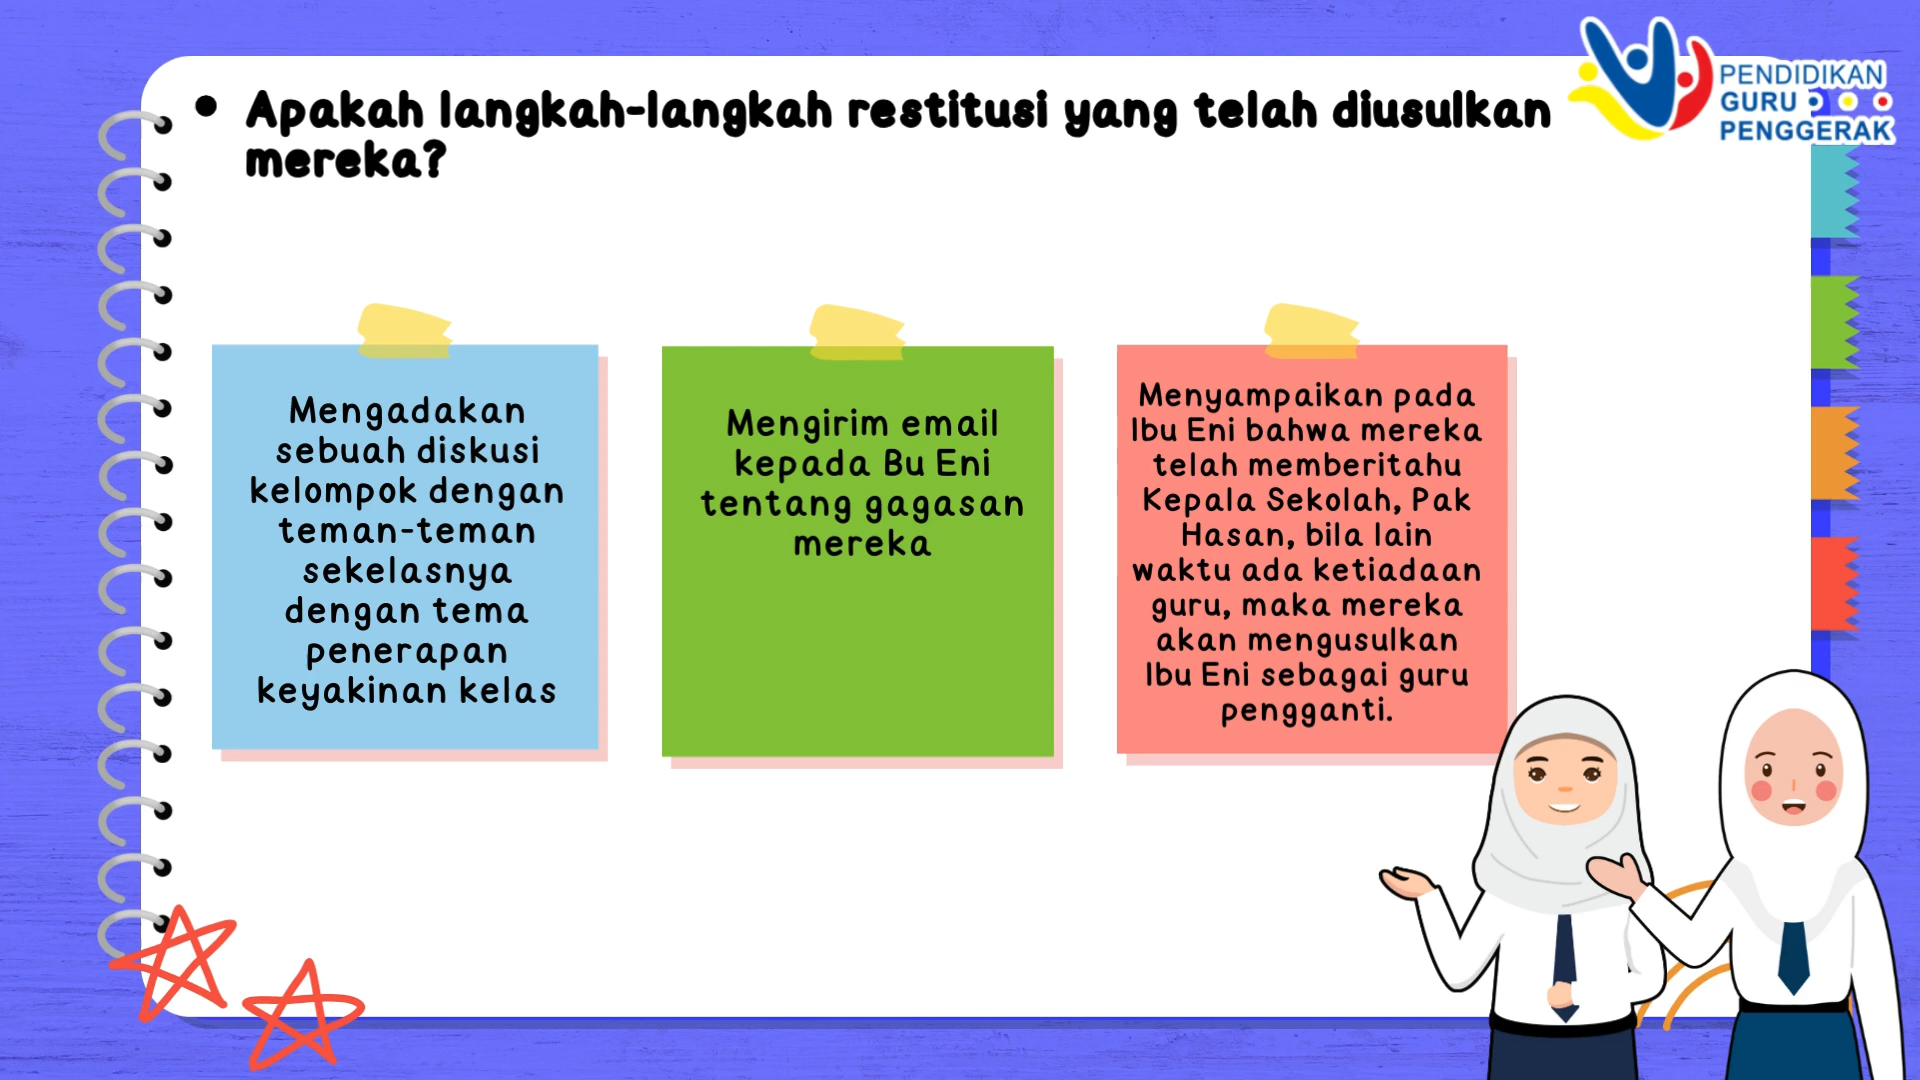 • Apakah langkah-langkah restitusi yang telah diusulkan
mereka?
PENDIDIKAN
GURU
PENGGERAK
Mengadakan
sebuah diskusi
kelompok dengan
teman-teman
sekelasnya
dengan tema
penerapan
keyakinan kelas
Mengirim email
kepada Bu Eni
tentang gagasan
mereka
Menyampaikan pada
Ibu Eni bahwa mereka
telah memberitahu
Kepala Sekolah, Pak
Hasan, bila lain
waktu ada ketiadaan
guru, maka mereka
akan mengusulkan
Ibu Eni sebagai guru
pengganti.